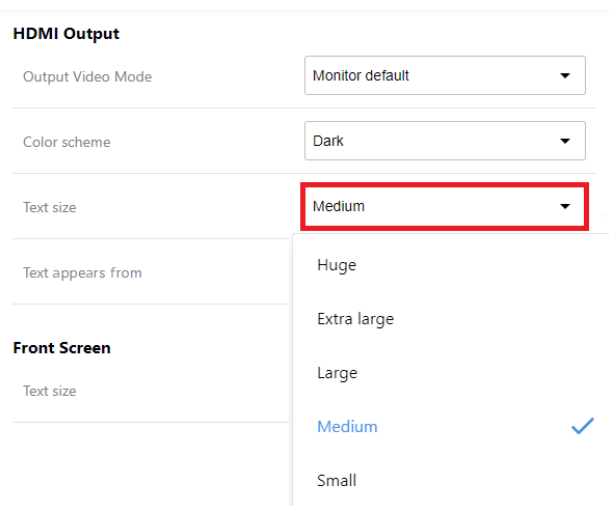 HDMI Output
Output Video Mode Monitor default
Color scheme Dark
Text size Medium
Huge
Text appears from
Extra large
Front Screen
Large
Text size
Medium
Small